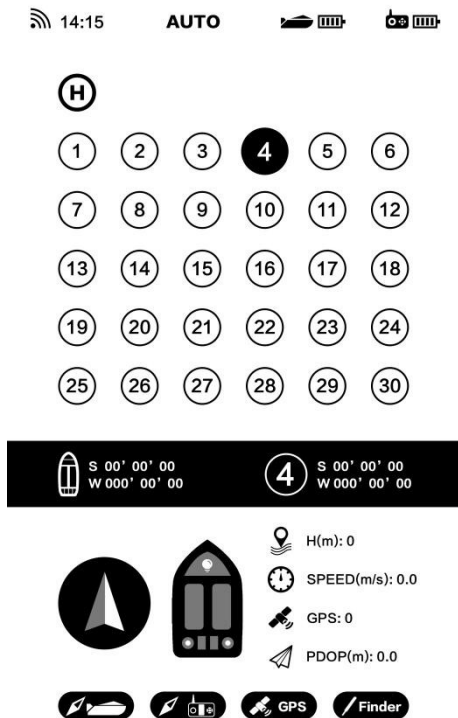 14:15 AUTO
H
1 2 3 4 5 6
7 8 9 10 11 12
13 14 15 16 17 18
19 20 21 22 23 24
25 26 27 28 29 30
S 00’ 00’ 00 4 S 00’ 00’ 00
W 000’ 00’ 00 W 000’ 00’ 00
H(m): 0
SPEED(m/s): 0.0
GPS: 0
PDOP(m): 0.0
GPS Finder